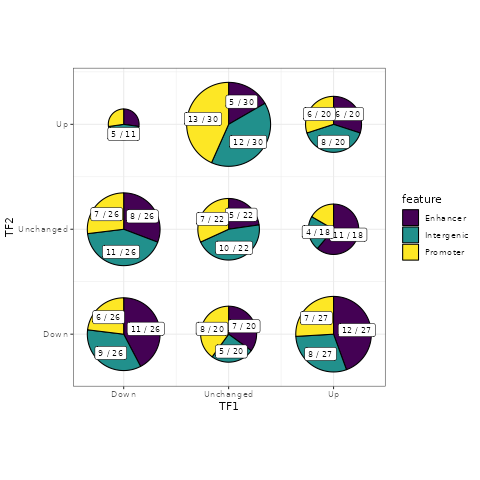 TF2
Up
5 / 30
13 / 30
12 / 30
6 / 20
6 / 20
8 / 20
5 / 11
Unchanged
7 / 26
8 / 26
11 / 26
7 / 22
5 / 22
10 / 22
4 / 18
11 / 18
Down
6 / 26
11 / 26
9 / 26
8 / 20
7 / 20
5 / 20
7 / 27
12 / 27
8 / 27
Down
Unchanged
Up
TF1
feature
Enhancer
Intergenic
Promoter